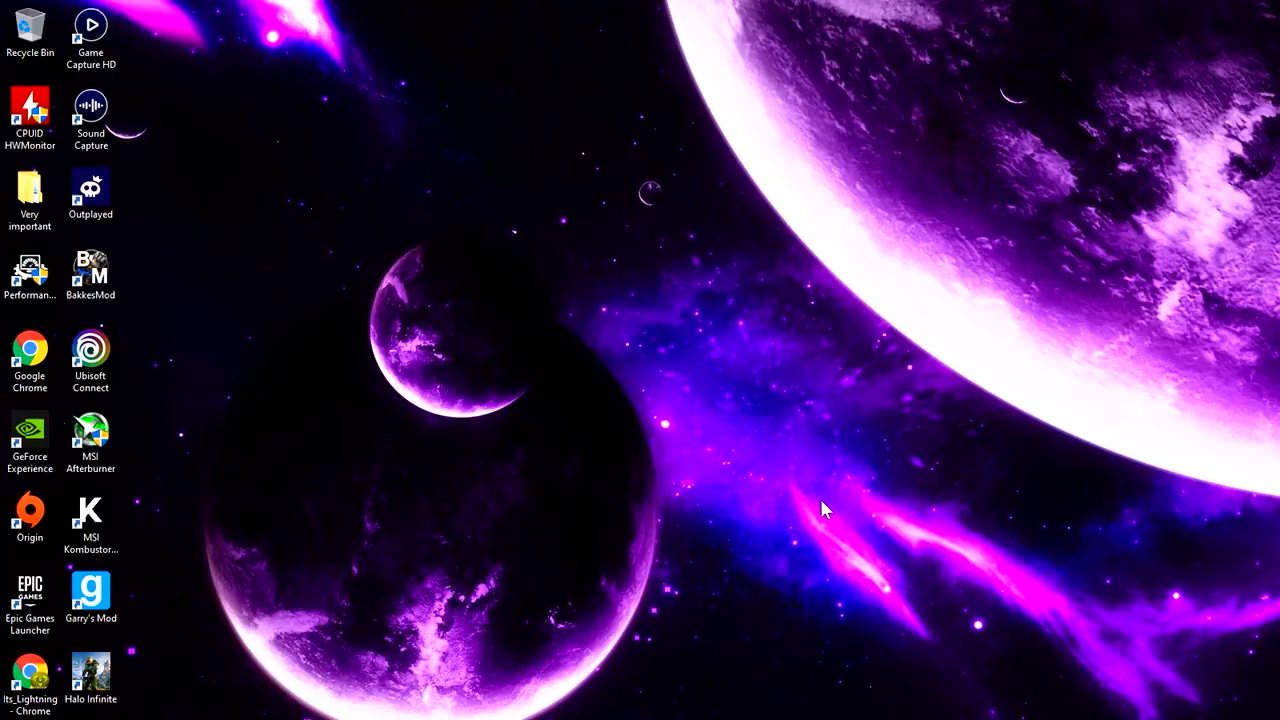 Recycle Bin
Game
Capture HD
CPUID
HWMonitor
Sound
Capture
Very
important
Outplayed
Performan...
B
M
BakkesMod
Google
Chrome
Ubisoft
Connect
GeForce
Experience
MSI
Afterburner
Origin
K
MSI
Kombustor...
EPIC
GAMES
Epic Games
Launcher
g
Garry's Mod
Its_Lightning
- Chrome
Halo Infinite